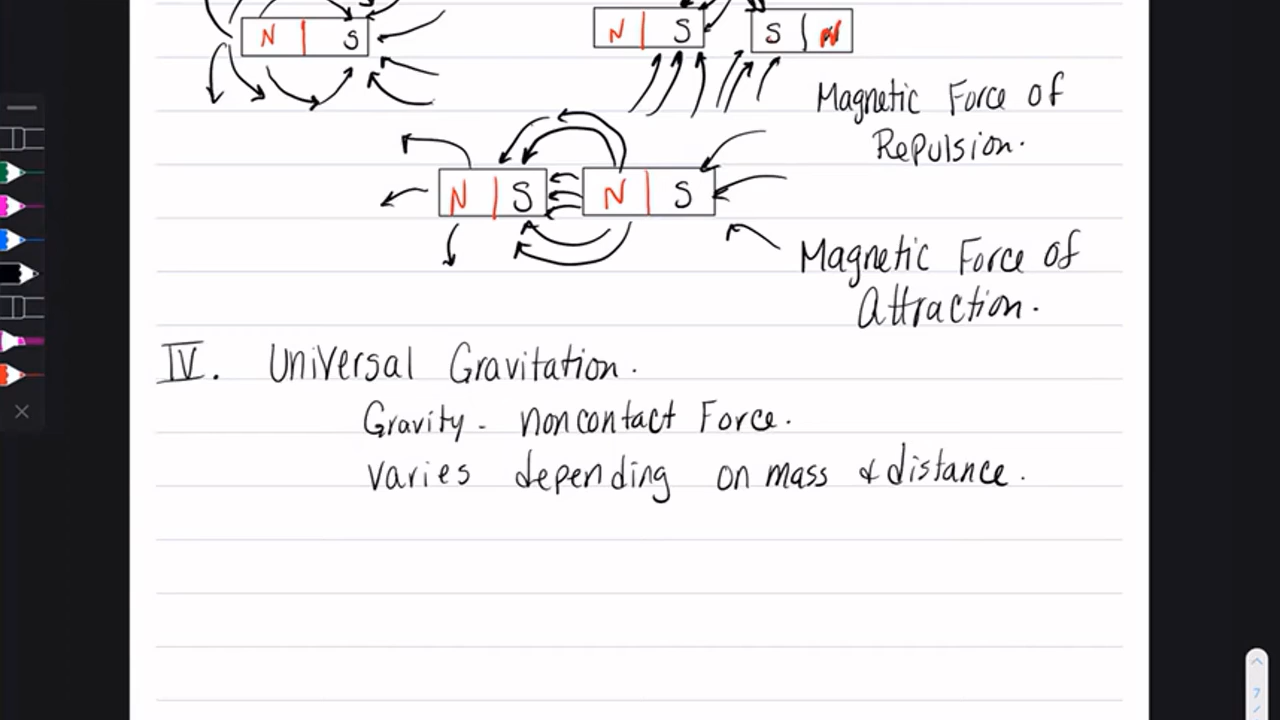 N | S
N | S
S | N
Magnetic Force of
Repulsion.
N | S
N | S
Magnetic Force of
Attraction.
IV. Universal Gravitation.
Gravity - noncontact Force.
varies depending on mass & distance.
7